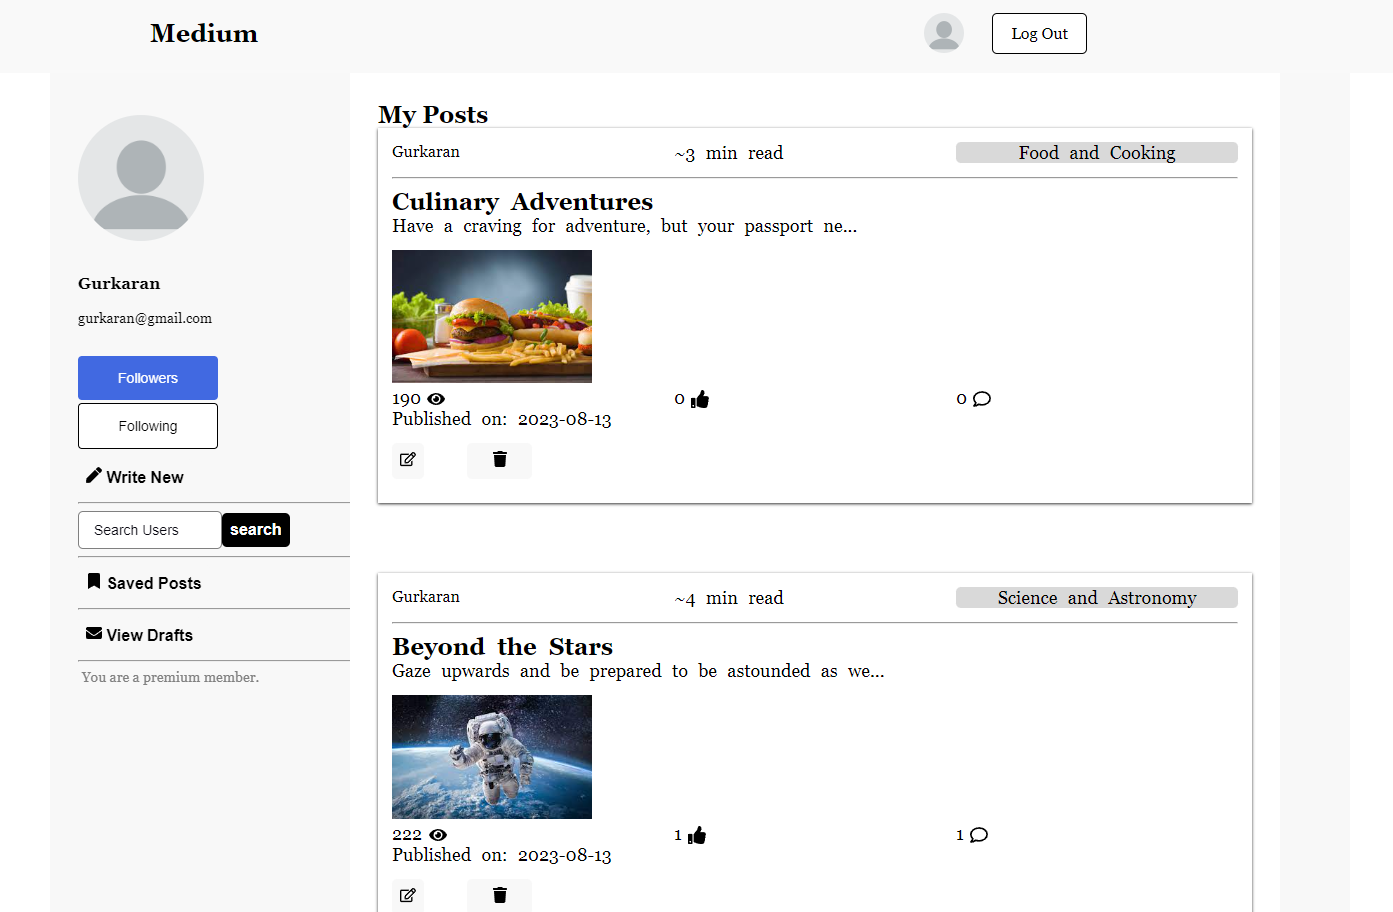 Medium
Log Out
Gurkaran
gurkaran@gmail.com
Followers
Following
Write New
Search Users
search
Saved Posts
View Drafts
You are a premium member.
My Posts
Gurkaran
~3 min read
Food and Cooking
Culinary Adventures
Have a craving for adventure, but your passport ne...
190
0
0
Published on: 2023-08-13
Gurkaran
~4 min read
Science and Astronomy
Beyond the Stars
Gaze upwards and be prepared to be astounded as we...
222
1
1
Published on: 2023-08-13